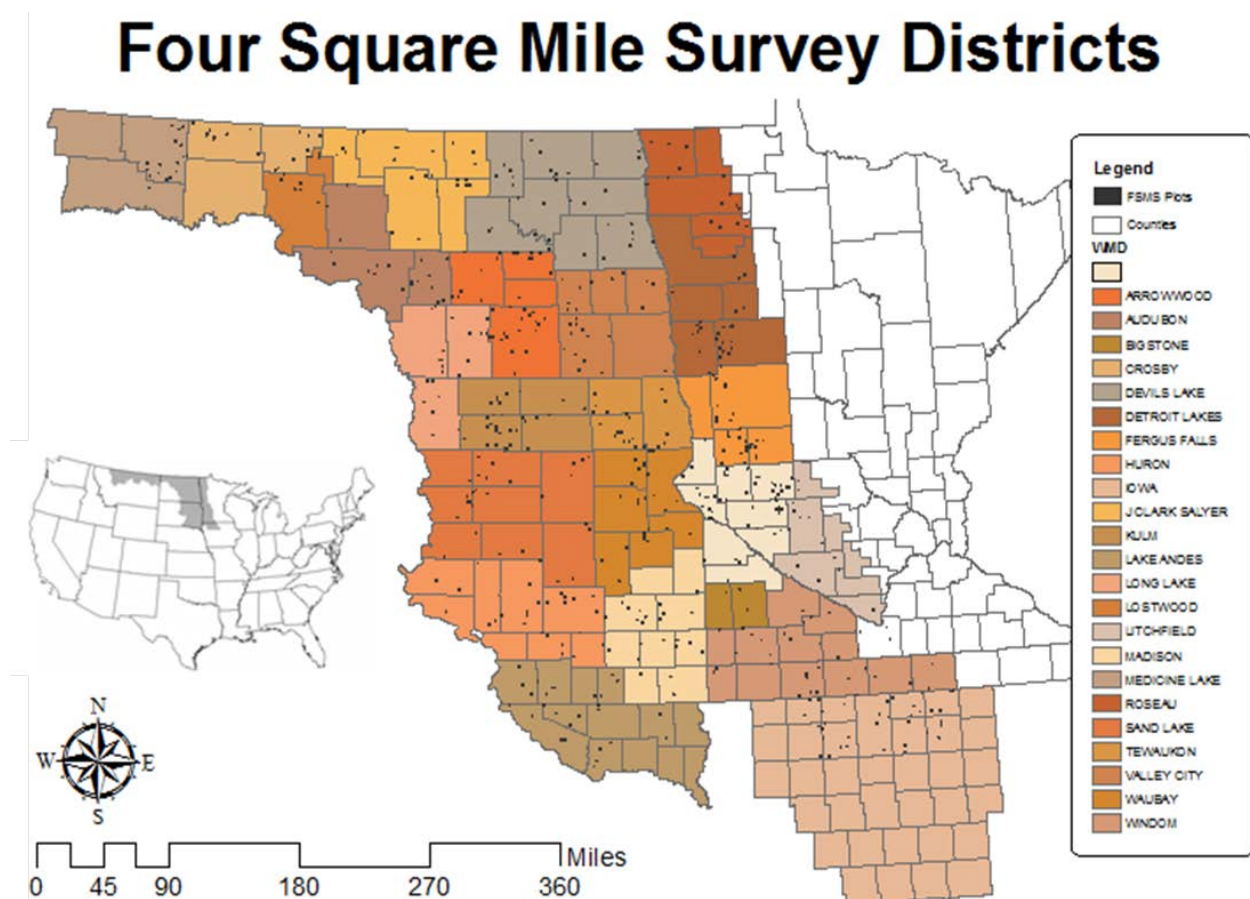 Four Square Mile Survey Districts
Legend
FSMS Plots
Counties
WMD
ARROWWOOD
AUDUBON
BIGSTONE
CROSBY
DEVILS LAKE
DETROIT LAKES
FERGUS FALLS
HURON
IOWA
J CLARK SALYER
KULM
LAKE ANDES
LONG LAKE
LOSTWOOD
LITCHFIELD
MADISON
MEDICINE LAKE
ROSEAU
SAND LAKE
TEWAUKON
VALLEY CITY
WAUBAY
WINDOM
N
W E
S
Miles
0 45 90 180 270 360